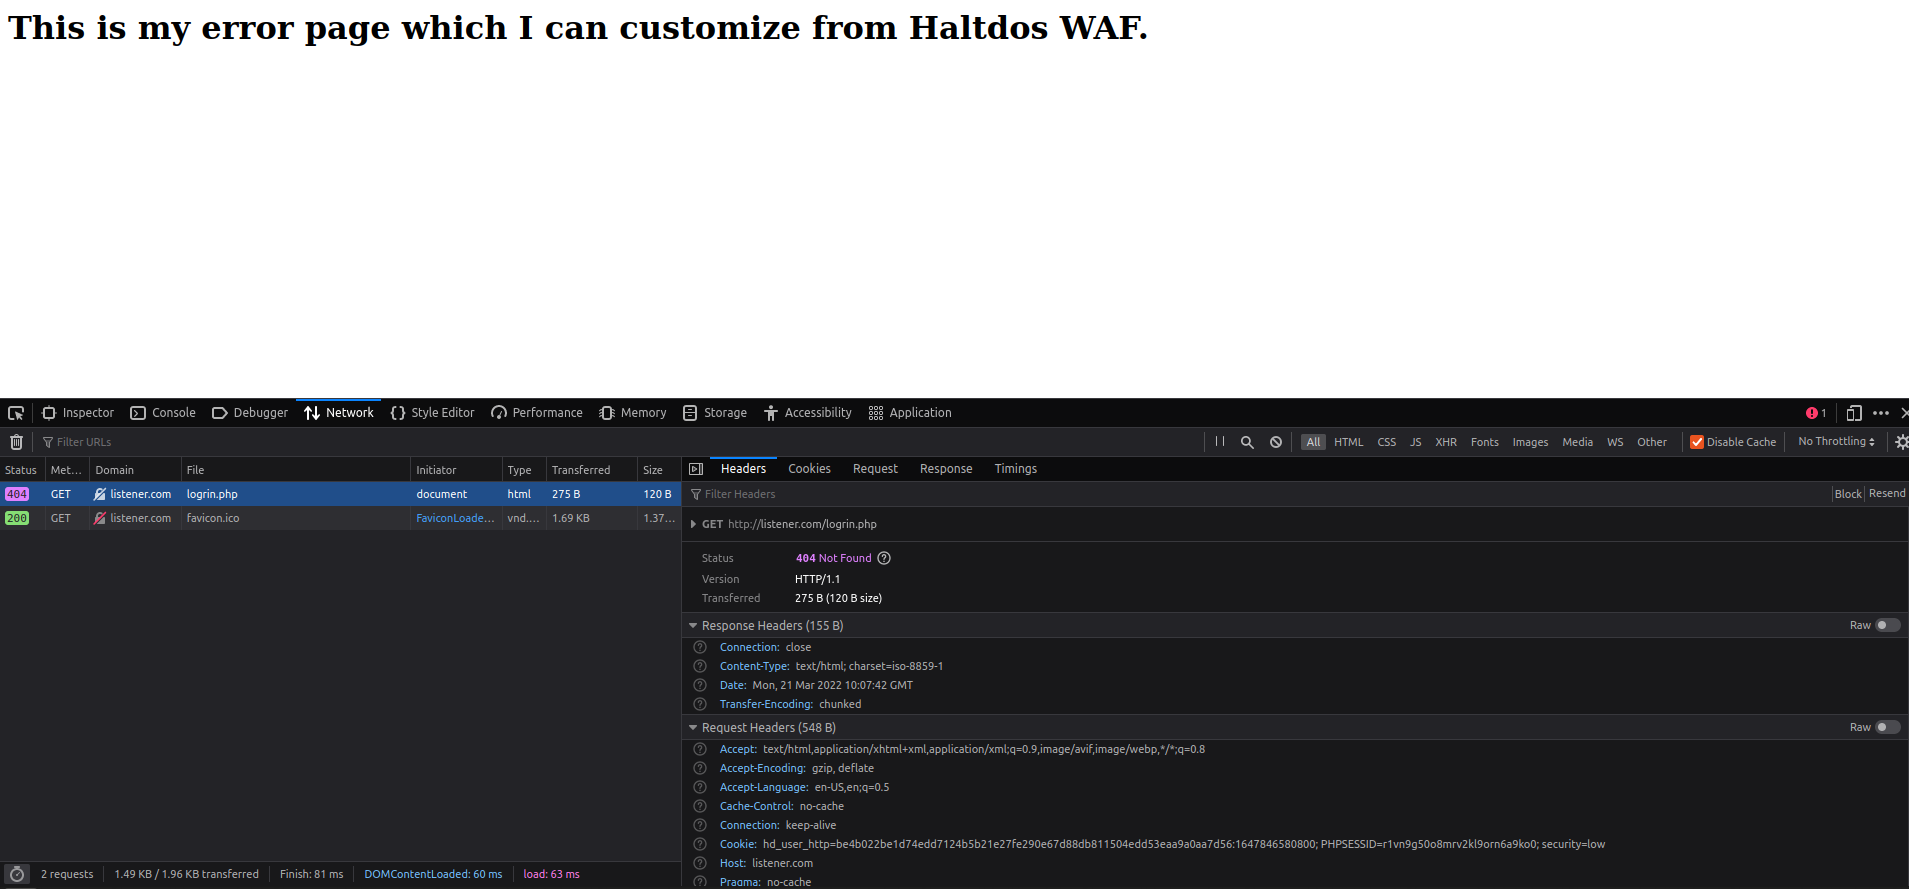 This is my error page which I can customize from Haltdos WAF.
Inspector Console Debugger Network Style Editor Performance Memory Storage Accessibility Application 1
Filter URLs All HTML CSS JS XHR Fonts Images Media WS Other Disable Cache No Throttling
Status Met... Domain File Initiator Type Transferred Size
404 GET listener.com logrin.php document html 275 B 120 B
200 GET listener.com favicon.ico FaviconLoade... vnd.... 1.69 KB 1.37...
Headers Cookies Request Response Timings
Filter Headers Block Resend
GET http://listener.com/logrin.php
Status 404 Not Found
Version HTTP/1.1
Transferred 275 B (120 B size)
Response Headers (155 B) Raw
Connection: close
Content-Type: text/html; charset=iso-8859-1
Date: Mon, 21 Mar 2022 10:07:42 GMT
Transfer-Encoding: chunked
Request Headers (548 B) Raw
Accept: text/html,application/xhtml+xml,application/xml;q=0.9,image/avif,image/webp,*/*;q=0.8
Accept-Encoding: gzip, deflate
Accept-Language: en-US,en;q=0.5
Cache-Control: no-cache
Connection: keep-alive
Cookie: hd_user_http=be4b022be1d74edd7124b5b21e27fe290e67d88db811504edd53eaa9a0aa7d56:1647846580800; PHPSESSID=r1vn9g50o8mrv2kl9orn6a9ko0; security=low
Host: listener.com
Pragma: no-cache
2 requests 1.49 KB / 1.96 KB transferred Finish: 81 ms DOMContentLoaded: 60 ms load: 63 ms